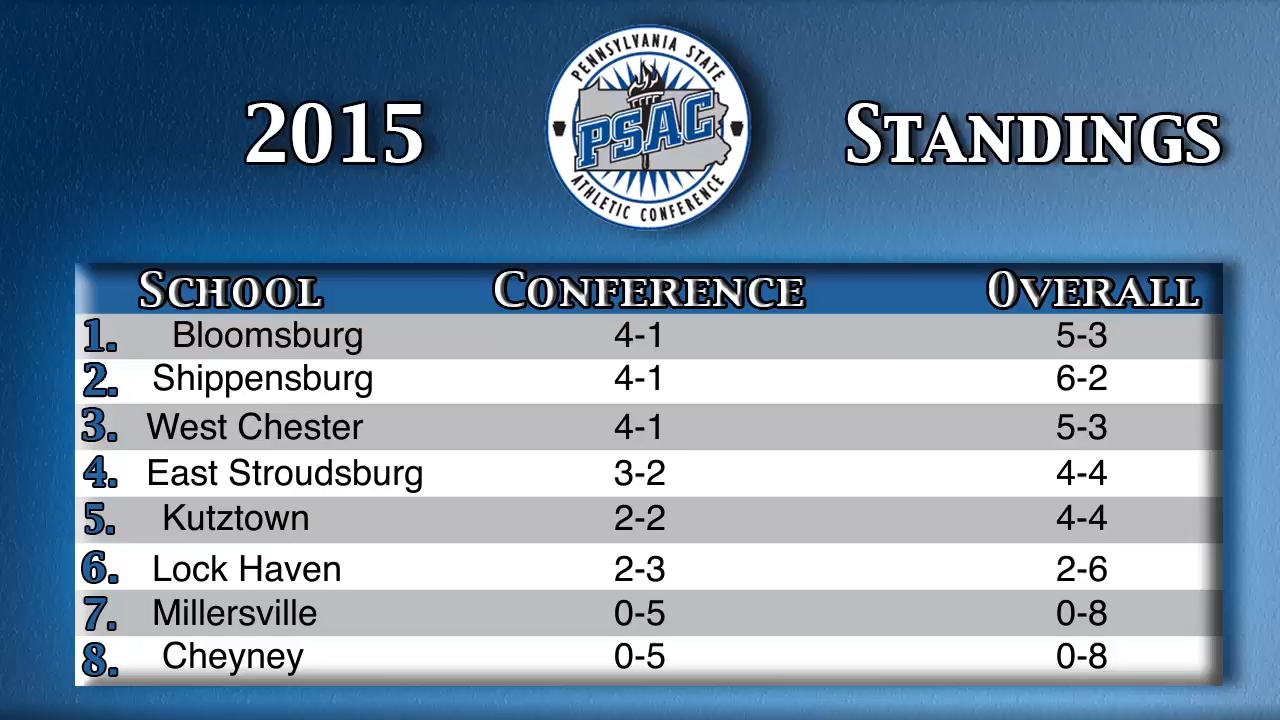 2015
PENNSYLVANIA STATE
PSAC
ATHLETIC CONFERENCE
STANDINGS
SCHOOL CONFERENCE OVERALL
1. Bloomsburg 4-1 5-3
2. Shippensburg 4-1 6-2
3. West Chester 4-1 5-3
4. East Stroudsburg 3-2 4-4
5. Kutztown 2-2 4-4
6. Lock Haven 2-3 2-6
7. Millersville 0-5 0-8
8. Cheyney 0-5 0-8